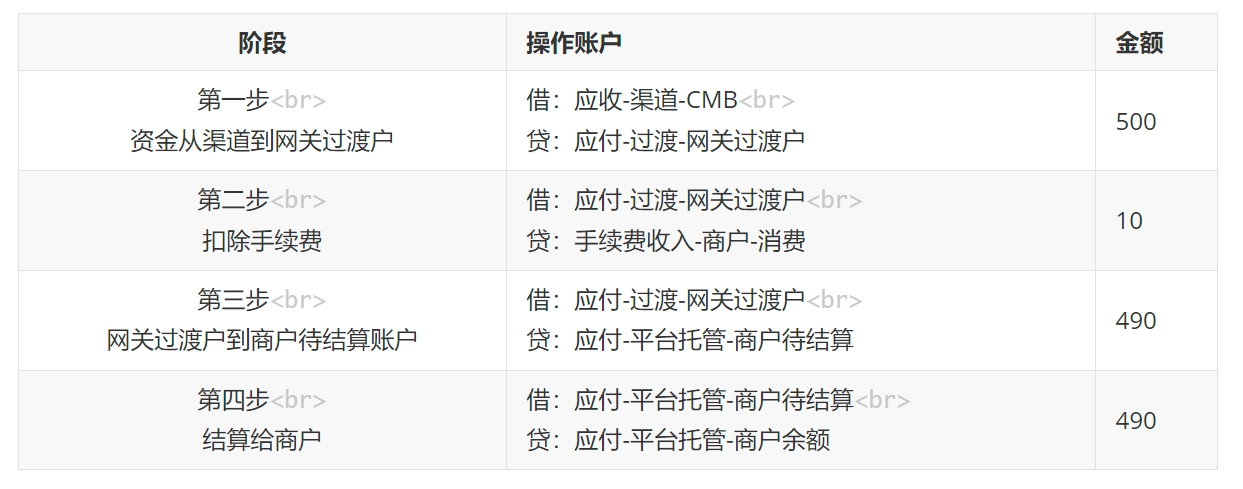 阶段 操作账户 金额
第一步<br>
资金从渠道到网关过渡户
借：应收-渠道-CMB<br>
贷：应付-过渡-网关过渡户
500
第二步<br>
扣除手续费
借：应付-过渡-网关过渡户<br>
贷：手续费收入-商户-消费
10
第三步<br>
网关过渡户到商户待结算账户
借：应付-过渡-网关过渡户<br>
贷：应付-平台托管-商户待结算
490
第四步<br>
结算给商户
借：应付-平台托管-商户待结算<br>
贷：应付-平台托管-商户余额
490